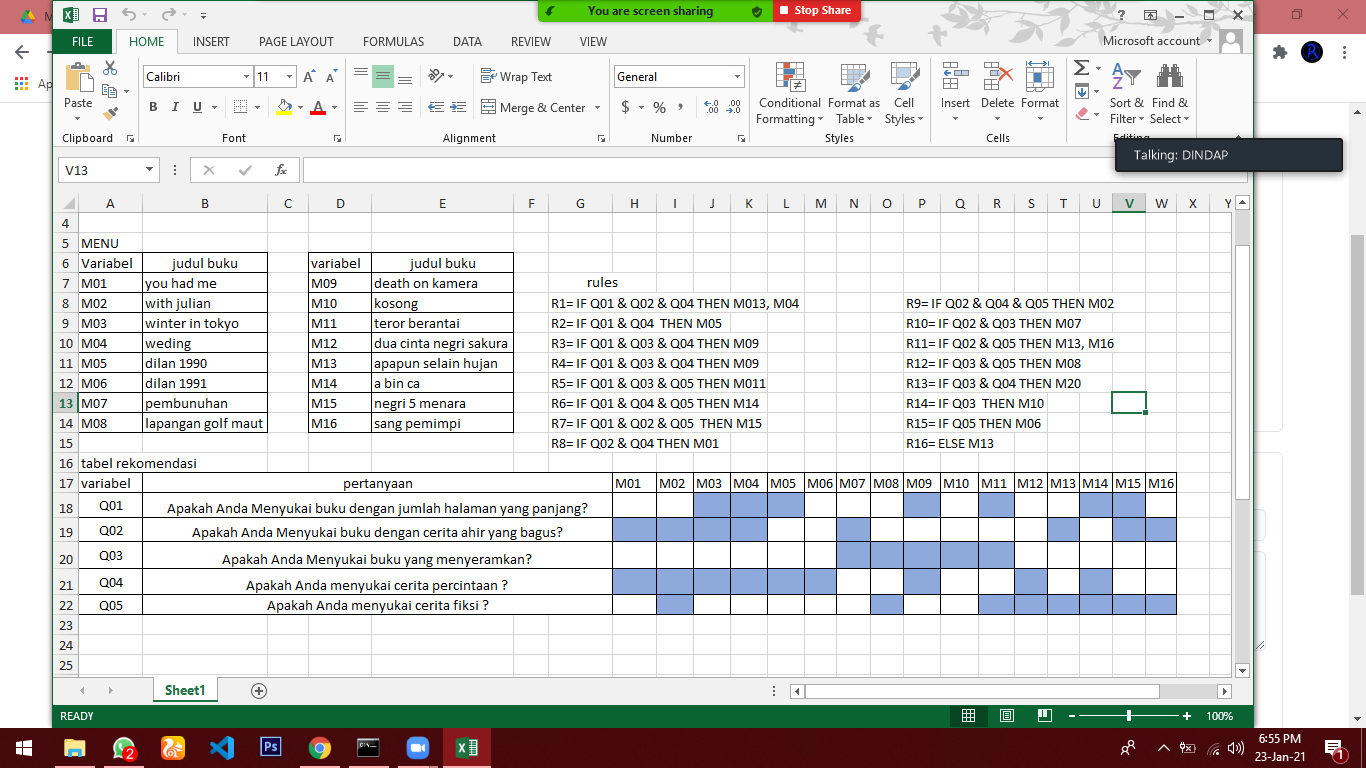 You are screen sharing
Stop Share
FILE
HOME
INSERT
PAGE LAYOUT
FORMULAS
DATA
REVIEW
VIEW
Microsoft account
Paste
Calibri
11
B I U
Wrap Text
Merge & Center
General
$ % ,
Conditional Formatting
Format as Table
Cell Styles
Insert
Delete
Format
Sort & Filter
Find & Select
Clipboard
Font
Alignment
Number
Styles
Cells
Editing
Talking: DINDAP
V13
fx
A B C D E F G H I J K L M N O P Q R S T U V W X Y
4
5 MENU
6 Variabel judul buku variabel judul buku
7 M01 you had me M09 death on kamera rules
8 M02 with julian M10 kosong R1= IF Q01 & Q02 & Q04 THEN M013, M04 R9= IF Q02 & Q04 & Q05 THEN M02
9 M03 winter in tokyo M11 teror berantai R2= IF Q01 & Q04 THEN M05 R10= IF Q02 & Q03 THEN M07
10 M04 weding M12 dua cinta negri sakura R3= IF Q01 & Q03 & Q04 THEN M09 R11= IF Q02 & Q05 THEN M13, M16
11 M05 dilan 1990 M13 apapun selain hujan R4= IF Q01 & Q03 & Q04 THEN M09 R12= IF Q03 & Q05 THEN M08
12 M06 dilan 1991 M14 a bin ca R5= IF Q01 & Q03 & Q05 THEN M011 R13= IF Q03 & Q04 THEN M20
13 M07 pembunuhan M15 negri 5 menara R6= IF Q01 & Q04 & Q05 THEN M14 R14= IF Q03 THEN M10
14 M08 lapangan golf maut M16 sang pemimpi R7= IF Q01 & Q02 & Q05 THEN M15 R15= IF Q05 THEN M06
15 R8= IF Q02 & Q04 THEN M01 R16= ELSE M13
16 tabel rekomendasi
17 variabel pertanyaan M01 M02 M03 M04 M05 M06 M07 M08 M09 M10 M11 M12 M13 M14 M15 M16
18 Q01 Apakah Anda Menyukai buku dengan jumlah halaman yang panjang?
19 Q02 Apakah Anda Menyukai buku dengan cerita ahir yang bagus?
20 Q03 Apakah Anda Menyukai buku yang menyeramkan?
21 Q04 Apakah Anda menyukai cerita percintaan ?
22 Q05 Apakah Anda menyukai cerita fiksi ?
23
24
25
Sheet1
READY
100%
6:55 PM
23-Jan-21